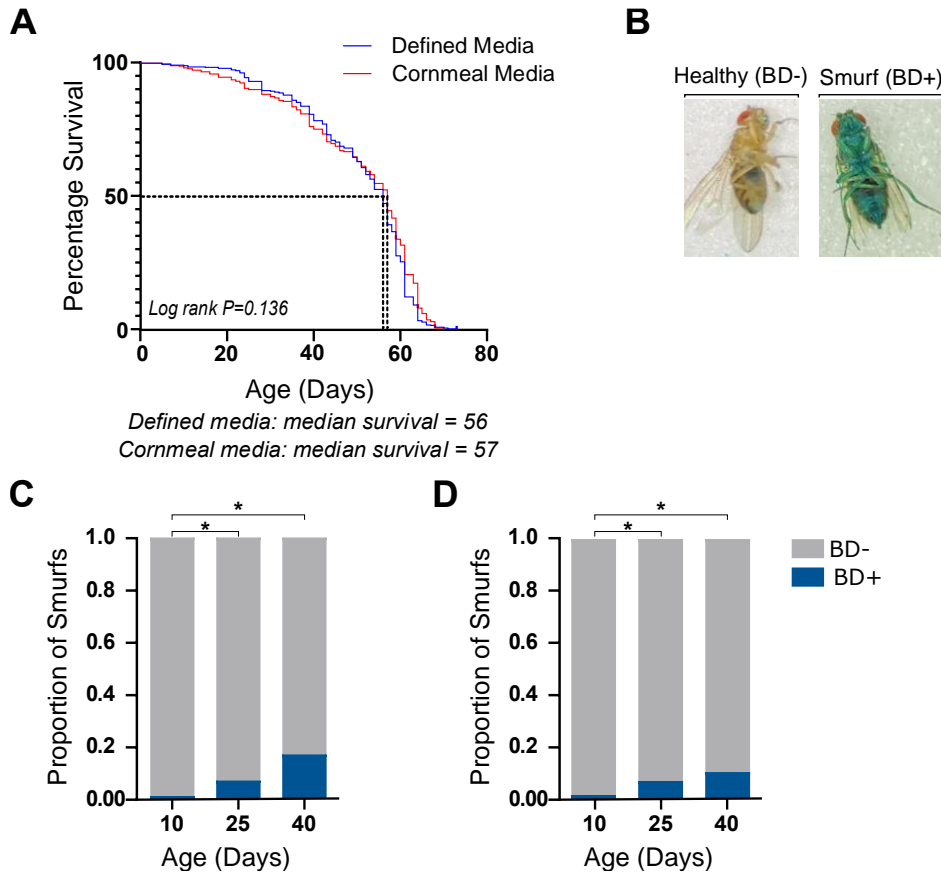 A
Defined Media
Cornmeal Media
Percentage Survival
100
50
0
Log rank P=0.136
0 20 40 60 80
Age (Days)
Defined media: median survival = 56
Cornmeal media: median survival = 57
B
Healthy (BD-) Smurf (BD+)
C
*
*
Proportion of Smurfs
1.0
0.8
0.6
0.4
0.2
0.00
10 25 40
Age (Days)
D
*
*
Proportion of Smurfs
1.0
0.8
0.6
0.4
0.2
0.00
10 25 40
Age (Days)
BD-
BD+